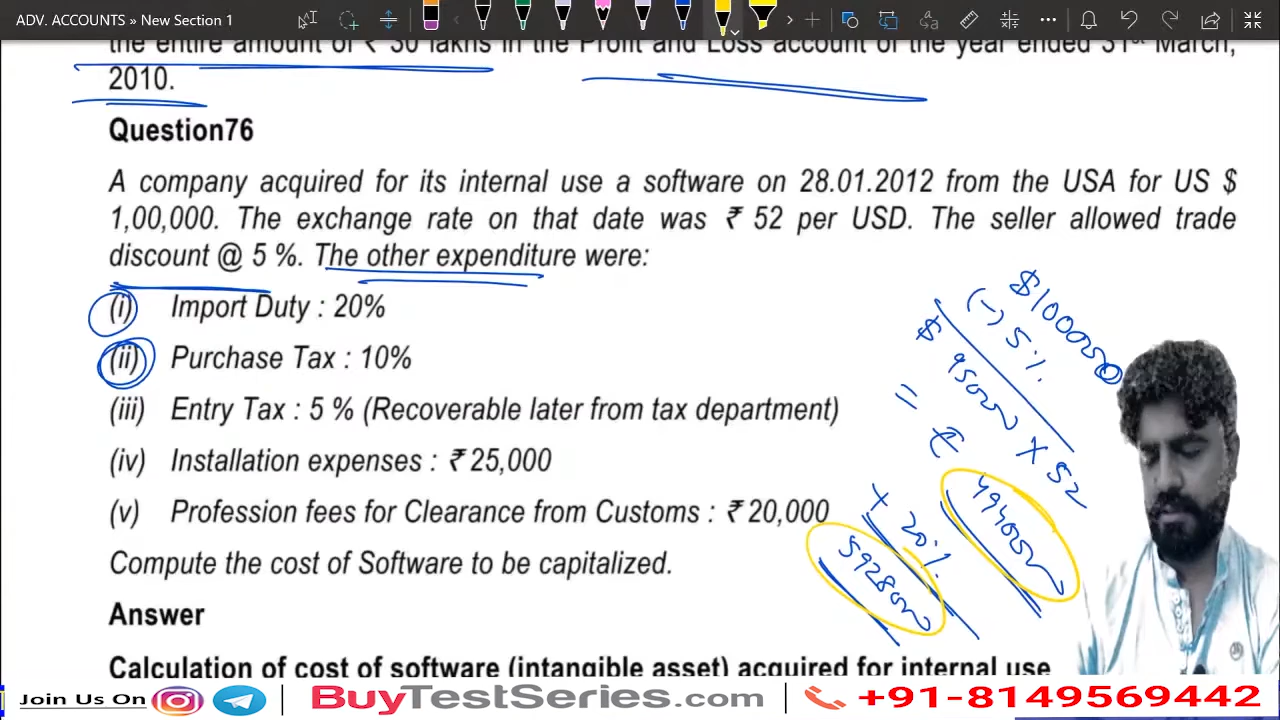 ADV. ACCOUNTS » New Section 1
the entire amount of ₹ 50 lakhs in the Profit and Loss account of the year ended 31st March,
2010.
Question76
A company acquired for its internal use a software on 28.01.2012 from the USA for US $
1,00,000. The exchange rate on that date was ₹ 52 per USD. The seller allowed trade
discount @ 5 %. The other expenditure were:
(i) Import Duty : 20%
(ii) Purchase Tax : 10%
(iii) Entry Tax : 5 % (Recoverable later from tax department)
(iv) Installation expenses : ₹ 25,000
(v) Profession fees for Clearance from Customs : ₹ 20,000
Compute the cost of Software to be capitalized.
Answer
Calculation of cost of software (intangible asset) acquired for internal use
$100000
(-) 5%.
$ 95000 × 52
= ₹ 4940000
+ 20%.
5928000
Join Us On
BuyTestSeries.com
+91-8149569442